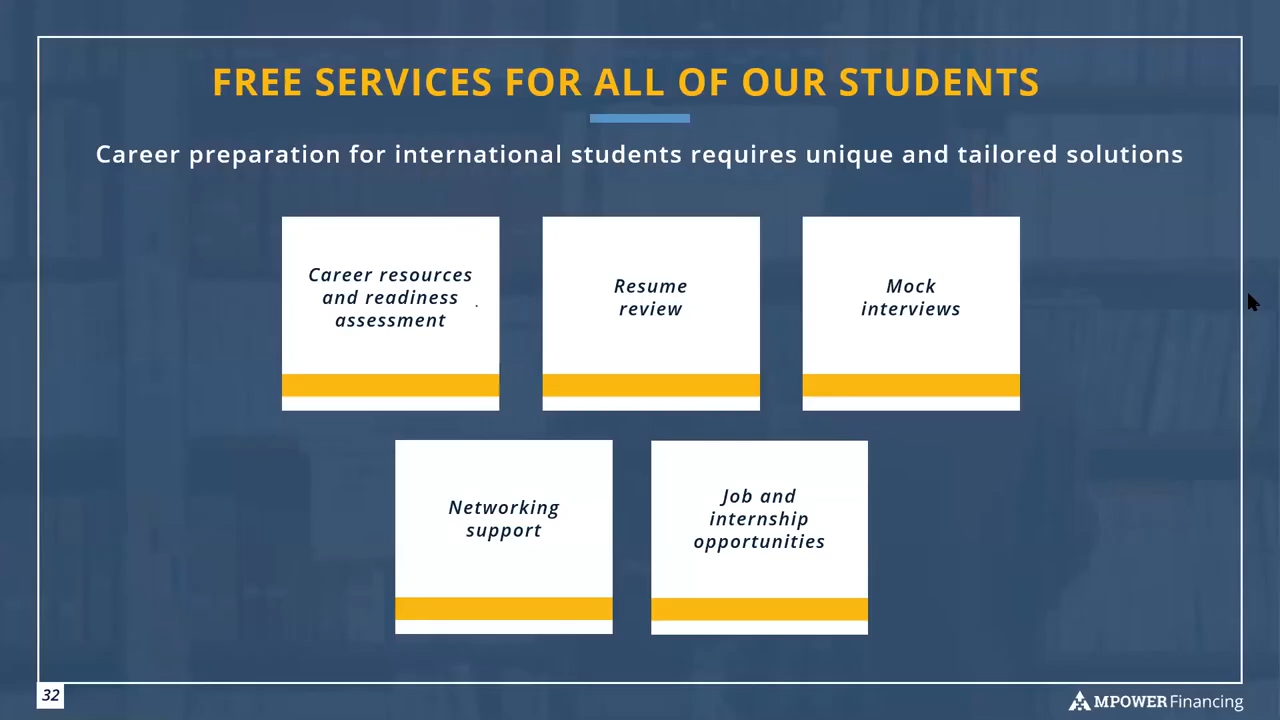 FREE SERVICES FOR ALL OF OUR STUDENTS
Career preparation for international students requires unique and tailored solutions
Career resources
and readiness
assessment
Resume
review
Mock
interviews
Networking
support
Job and
internship
opportunities
32
MPOWER Financing